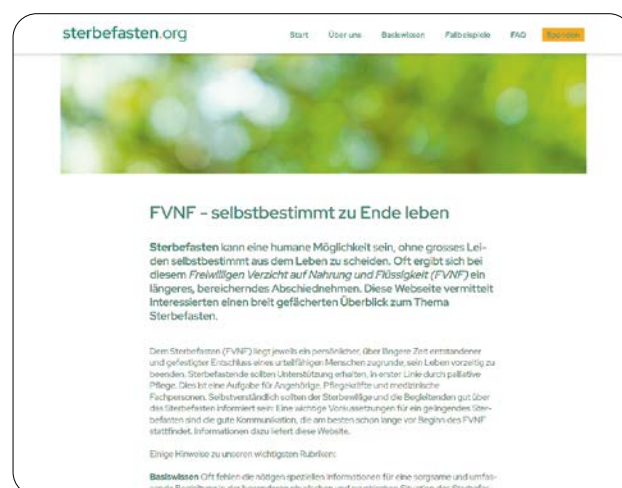 sterbefasten.org
Start Über uns Basiswissen Fallbeispiele FAQ Spenden
FVNF - selbstbestimmt zu Ende leben
Sterbefasten kann eine humane Möglichkeit sein, ohne grosses Lei-
den selbstbestimmt aus dem Leben zu scheiden. Oft ergibt sich bei
diesem Freiwilligen Verzicht auf Nahrung und Flüssigkeit (FVNF) ein
längeres, bereicherndes Abschiednehmen. Diese Webseite vermittelt
Interessierten einen breit gefächerten Überblick zum Thema
Sterbefasten.
Dem Sterbefasten (FVNF) liegt jeweils ein persönlicher, über längere Zeit entstandener
und gefestigter Entschluss eines urteilfähigen Menschen zugrunde, sein Leben vorzeitig zu
beenden. Sterbefastende sollten Unterstützung erhalten, in erster Linie durch palliative
Pflege. Dies ist eine Aufgabe für Angehörige, Pflegekräfte und medizinische
Fachpersonen. Selbstverständlich sollten der Sterbewillige und die Begleitenden gut über
das Sterbefasten informiert sein: Eine wichtige Voraussetzungen für ein gelingendes Ster-
befasten sind die gute Kommunikation, die am besten schon lange vor Beginn des FVNF
stattfindet. Informationen dazu liefert diese Website.
Einige Hinweise zu unseren wichtigsten Rubriken:
Basiswissen Oft fehlen die nötigen speziellen Informationen für eine sorgsame und umfas-